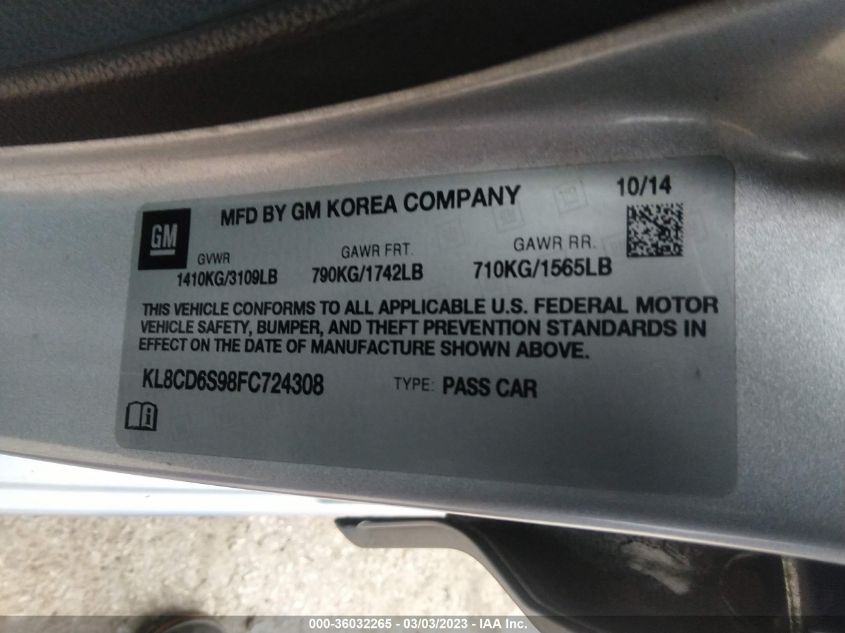 MFD BY GM KOREA COMPANY 10/14
GM
GVWR GAWR FRT. GAWR RR.
1410KG/3109LB 790KG/1742LB 710KG/1565LB
THIS VEHICLE CONFORMS TO ALL APPLICABLE U.S. FEDERAL MOTOR
VEHICLE SAFETY, BUMPER, AND THEFT PREVENTION STANDARDS IN
EFFECT ON THE DATE OF MANUFACTURE SHOWN ABOVE.
KL8CD6S98FC724308 TYPE: PASS CAR
000-36032265 - 03/03/2023 - IAA Inc.